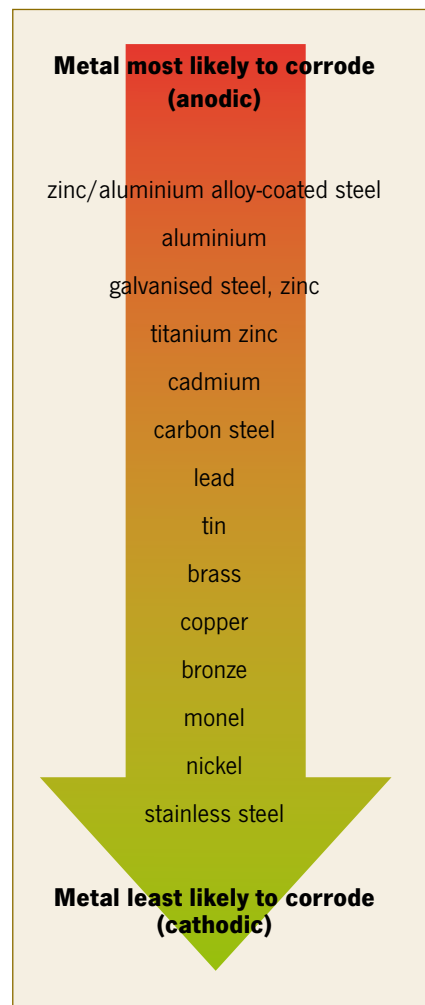 Metal most likely to corrode
(anodic)
zinc/aluminium alloy-coated steel
aluminium
galvanised steel, zinc
titanium zinc
cadmium
carbon steel
lead
tin
brass
copper
bronze
monel
nickel
stainless steel
Metal least likely to corrode
(cathodic)